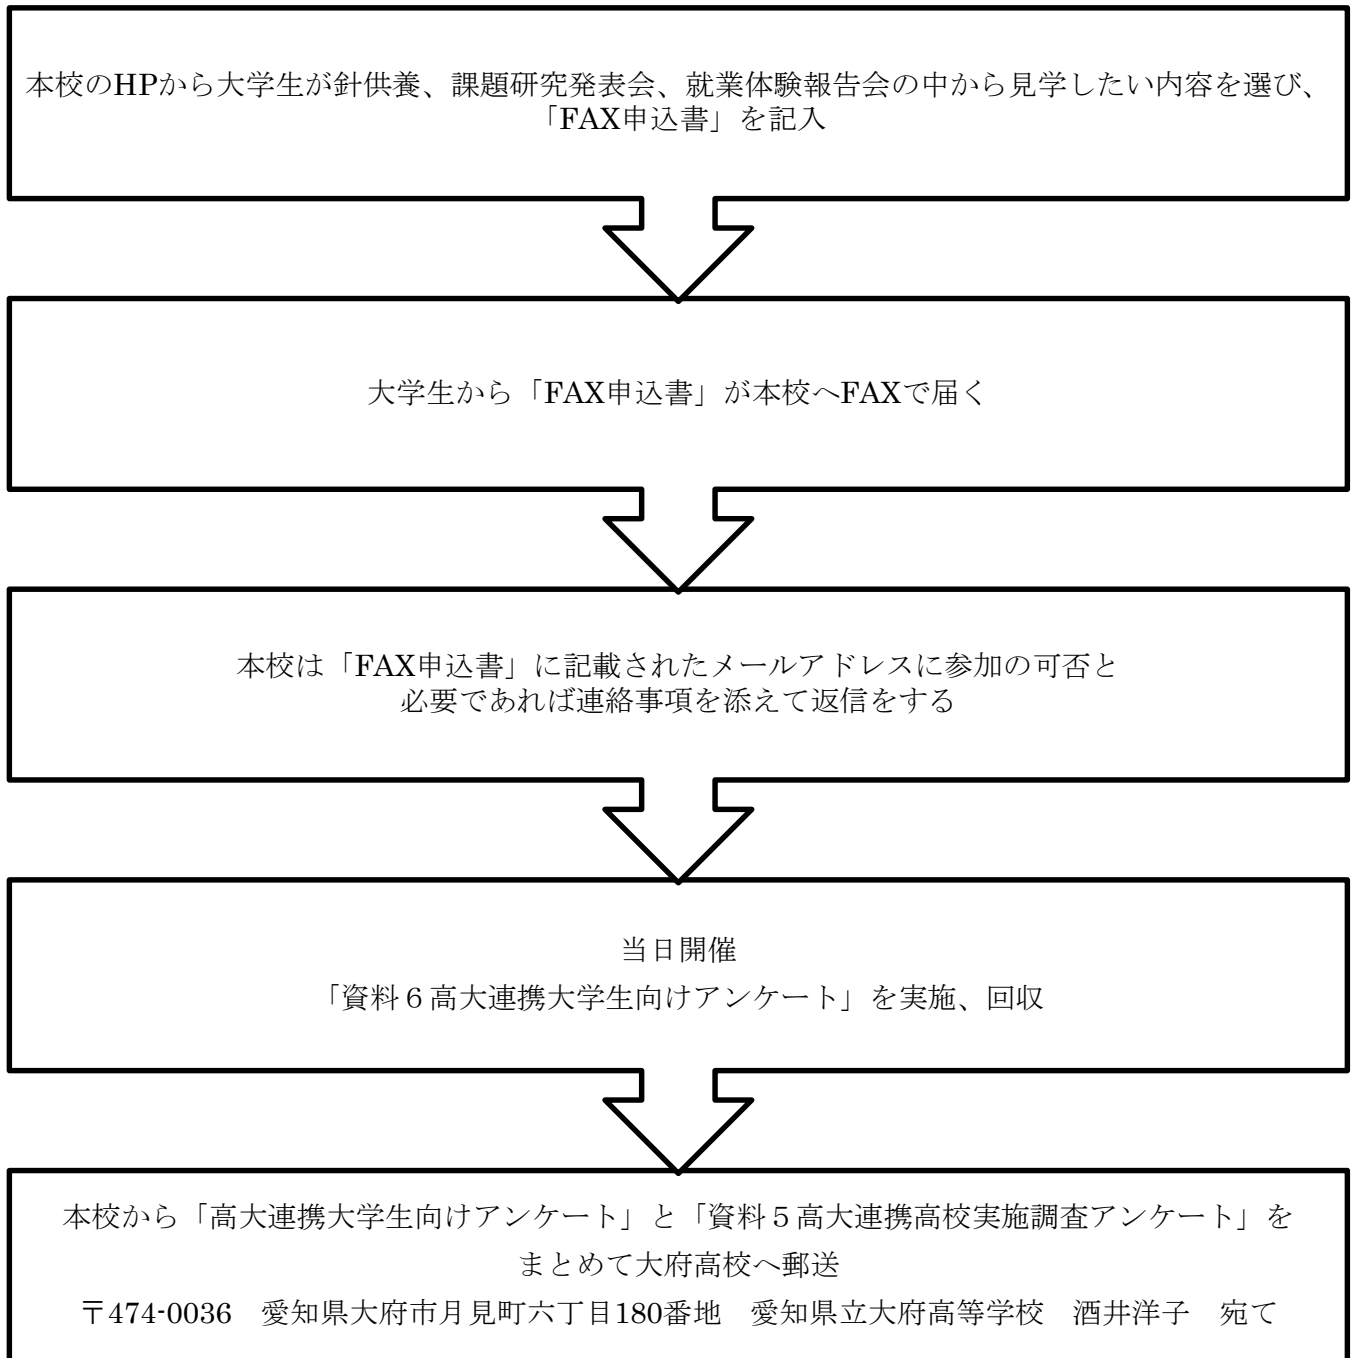 本校のHPから大学生が針供養、課題研究発表会、就業体験報告会の中から見学したい内容を選び、
「FAX申込書」を記入
大学生から「FAX申込書」が本校へFAXで届く
本校は「FAX申込書」に記載されたメールアドレスに参加の可否と
必要であれば連絡事項を添えて返信をする
当日開催
「資料６高大連携大学生向けアンケート」を実施、回収
本校から「高大連携大学生向けアンケート」と「資料５高大連携高校実施調査アンケート」を
まとめて大府高校へ郵送
〒474-0036　愛知県大府市月見町六丁目180番地　愛知県立大府高等学校　酒井洋子　宛て